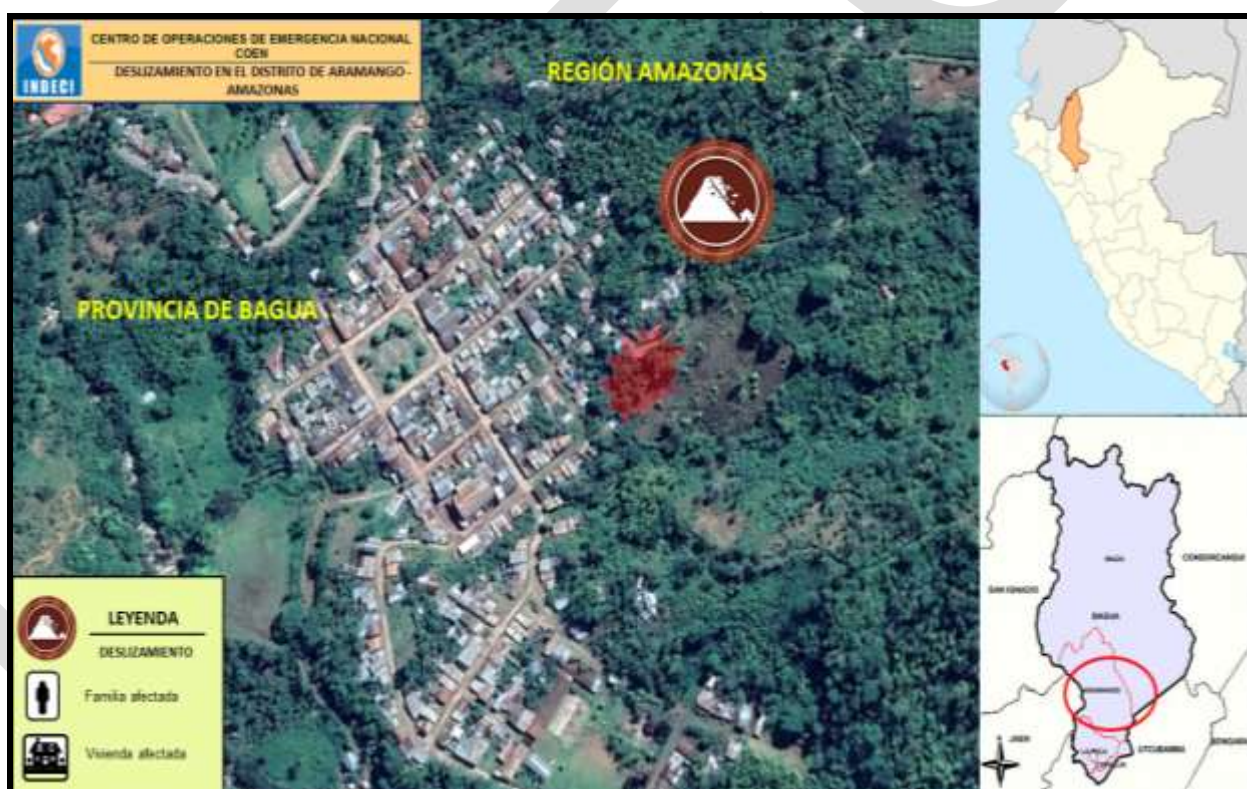 INDECI
CENTRO DE OPERACIONES DE EMERGENCIA NACIONAL
COEN
DESLIZAMIENTO EN EL DISTRITO DE ARAMANGO -
AMAZONAS
REGIÓN AMAZONAS
PROVINCIA DE BAGUA
LEYENDA
DESLIZAMIENTO
Familia afectada
Vivienda afectada
CONDORCANQUI
SAN IGNACIO
BAGUA
JAEN
UTCUBAMBA